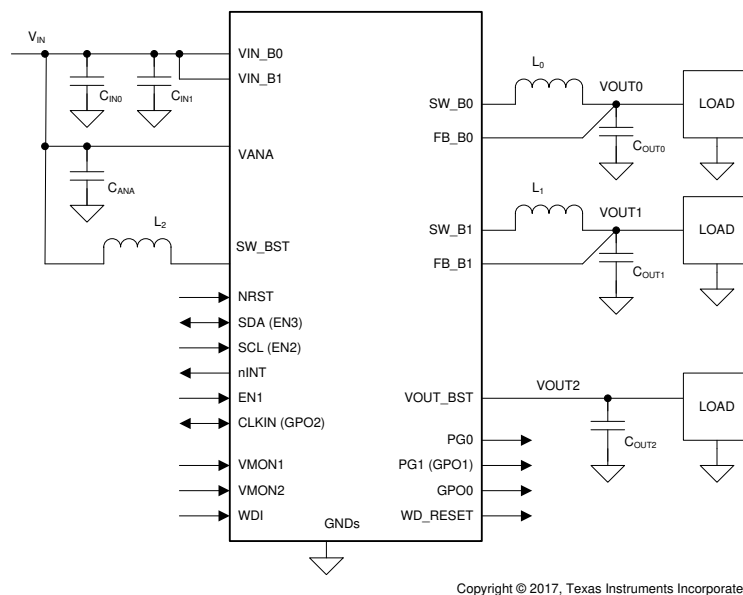 VIN
VIN_B0
VIN_B1
CIN0
CIN1
VANA
CANA
L2
SW_BST
NRST
SDA (EN3)
SCL (EN2)
nINT
EN1
CLKIN (GPO2)
VMON1
VMON2
WDI
GNDs
L0
VOUT0
SW_B0
FB_B0
COUT0
LOAD
L1
VOUT1
SW_B1
FB_B1
COUT1
LOAD
VOUT2
VOUT_BST
COUT2
LOAD
PG0
PG1 (GPO1)
GPO0
WD_RESET
Copyright © 2017, Texas Instruments Incorporate